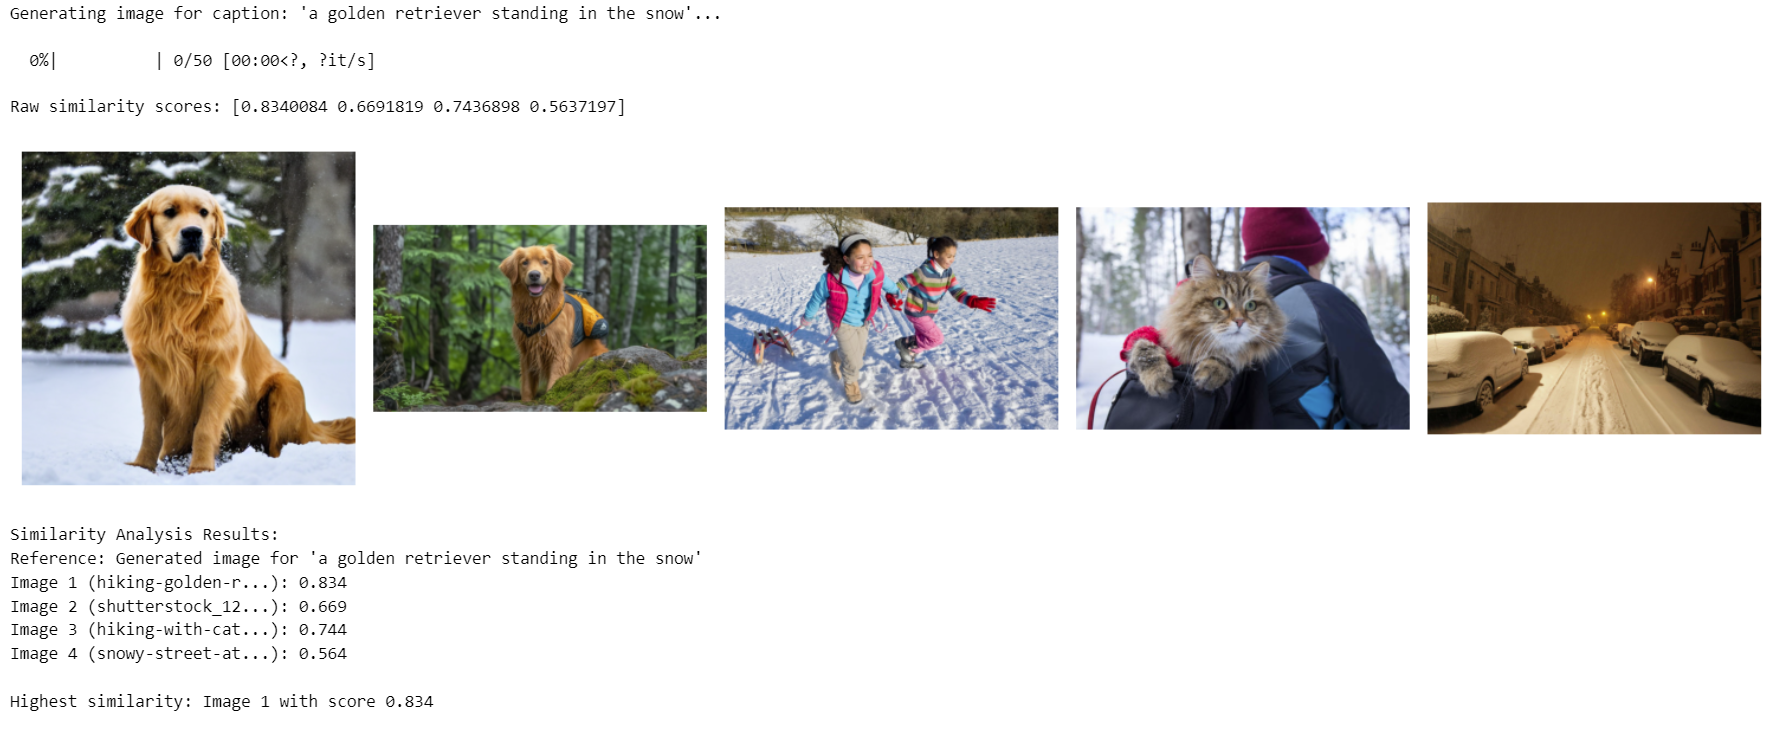 Generating image for caption: 'a golden retriever standing in the snow'...
0%|          | 0/50 [00:00<?, ?it/s]
Raw similarity scores: [0.8340084 0.6691819 0.7436898 0.5637197]
Similarity Analysis Results:
Reference: Generated image for 'a golden retriever standing in the snow'
Image 1 (hiking-golden-r...): 0.834
Image 2 (shutterstock_12...): 0.669
Image 3 (hiking-with-cat...): 0.744
Image 4 (snowy-street-at...): 0.564
Highest similarity: Image 1 with score 0.834